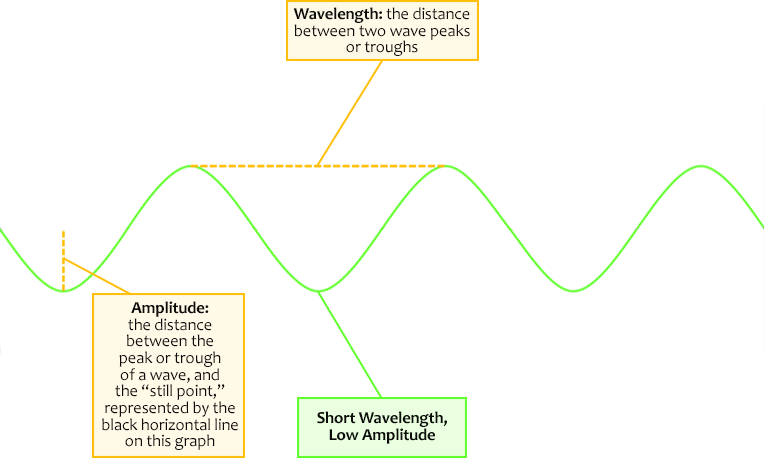 Wavelength: the distance
between two wave peaks
or troughs
Amplitude:
the distance
between the
peak or trough
of a wave, and
the “still point,”
represented by the
black horizontal line
on this graph
Short Wavelength,
Low Amplitude